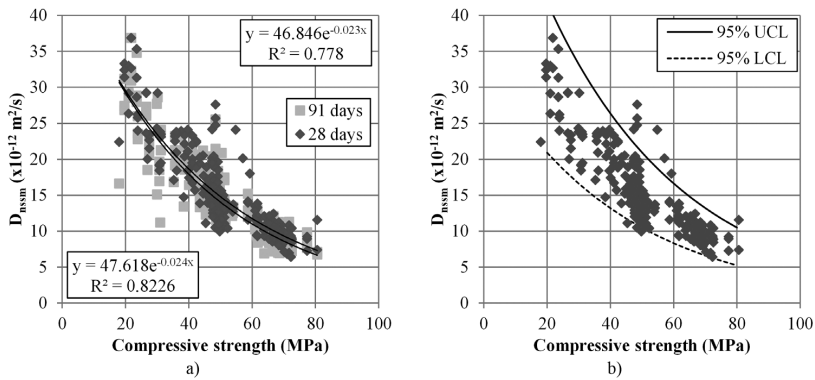 y = 46.846e^-0.023x
R² = 0.778
D_nssm (x10⁻¹² m²/s)
40
35
30
25
20
15
10
5
0
91 days
28 days
y = 47.618e^-0.024x
R² = 0.8226
0 20 40 60 80 100
Compressive strength (MPa)
a)
95% UCL
95% LCL
D_nssm (x10⁻¹² m²/s)
40
35
30
25
20
15
10
5
0
0 20 40 60 80 100
Compressive strength (MPa)
b)